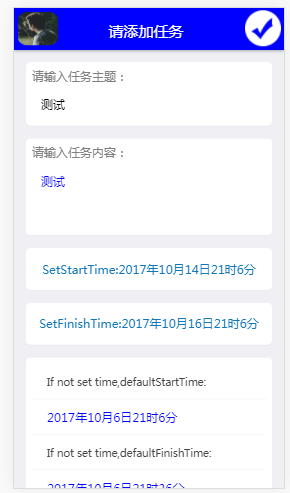 请添加任务
请输入任务主题：
测试
请输入任务内容：
测试
SetStartTime:2017年10月14日21时6分
SetFinishTime:2017年10月16日21时6分
If not set time,defaultStartTime:
2017年10月6日21时6分
If not set time,defaultFinishTime:
2017年10月6日21时36分